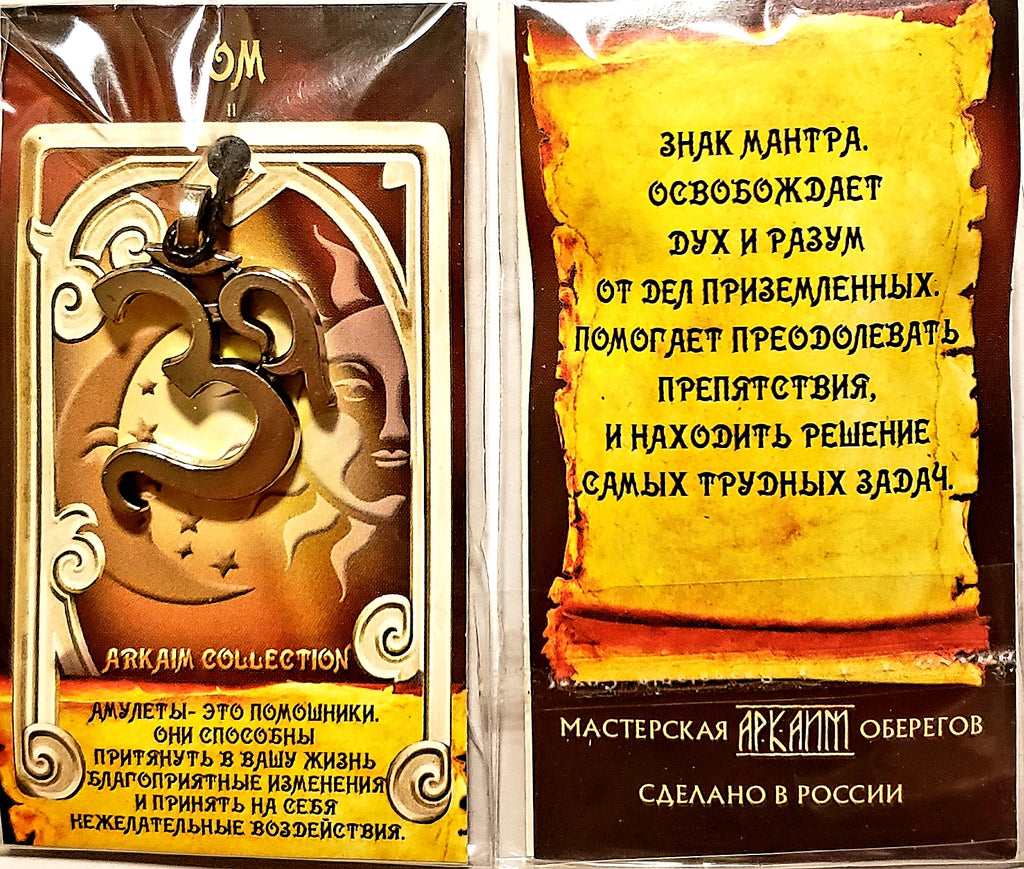 ОМ
II
ARKAIM COLLECTION
АМУЛЕТЫ- ЭТО ПОМОШНИКИ.
ОНИ СПОСОБНЫ
ПРИТЯНУТЬ В ВАШУ ЖИЗНЬ
БЛАГОПРИЯТНЫЕ ИЗМЕНЕНИЯ
И ПРИНЯТЬ НА СЕБЯ
НЕЖЕЛАТЕЛЬНЫЕ ВОЗДЕЙСТВИЯ.
ЗНАК МАНТРА.
ОСВОБОЖДАЕТ
ДУХ И РАЗУМ
ОТ ДЕЛ ПРИЗЕМЛЕННЫХ.
ПОМОГАЕТ ПРЕОДОЛЕВАТЬ
ПРЕПЯТСТВИЯ,
И НАХОДИТЬ РЕШЕНИЕ
САМЫХ ТРУДНЫХ ЗАДАЧ.
МАСТЕРСКАЯ АРКАИМ ОБЕРЕГОВ
СДЕЛАНО В РОССИИ